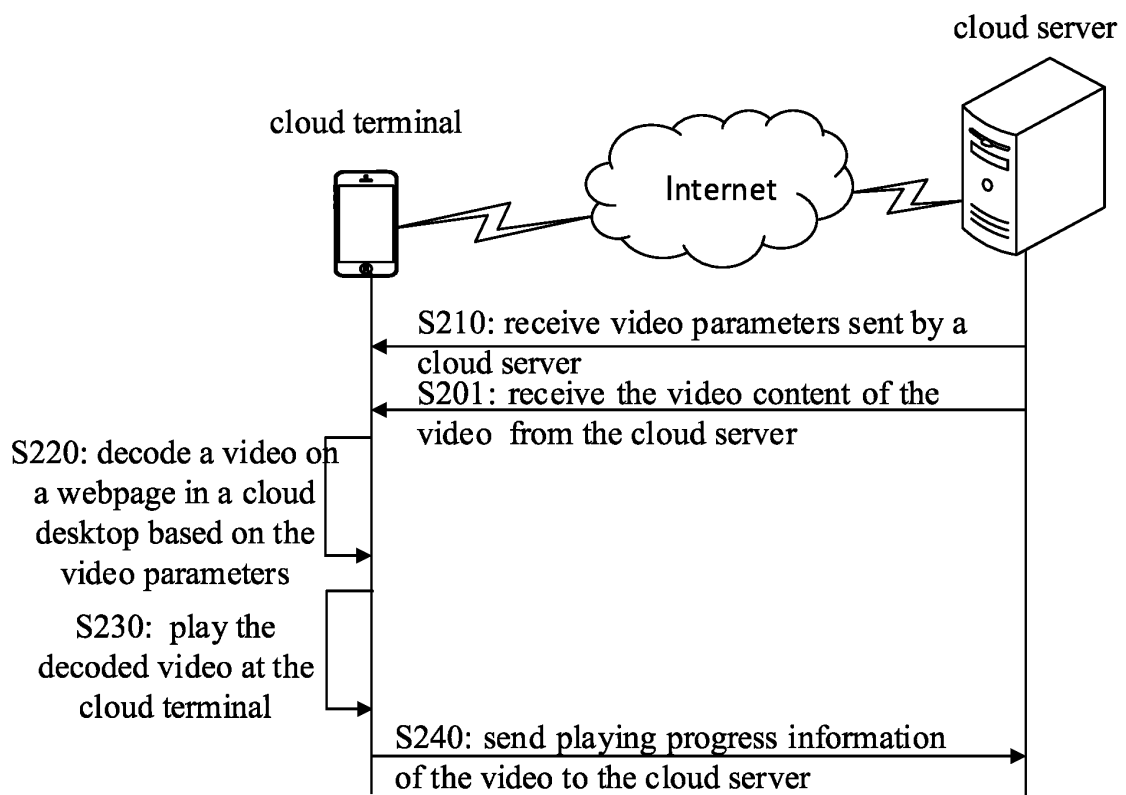 cloud server
cloud terminal
Internet
S210: receive video parameters sent by a
cloud server
S201: receive the video content of the
video from the cloud server
S220: decode a video on
a webpage in a cloud
desktop based on the
video parameters
S230: play the
decoded video at the
cloud terminal
S240: send playing progress information
of the video to the cloud server